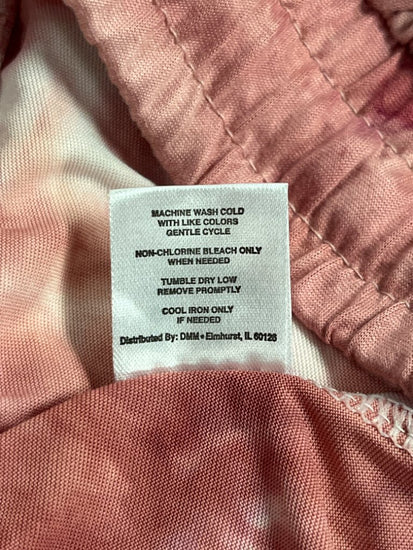 MACHINE WASH COLD
WITH LIKE COLORS
GENTLE CYCLE
NON-CHLORINE BLEACH ONLY
WHEN NEEDED
TUMBLE DRY LOW
REMOVE PROMPTLY
COOL IRON ONLY
IF NEEDED
Distributed By: DMM•Elmhurst, IL 60126